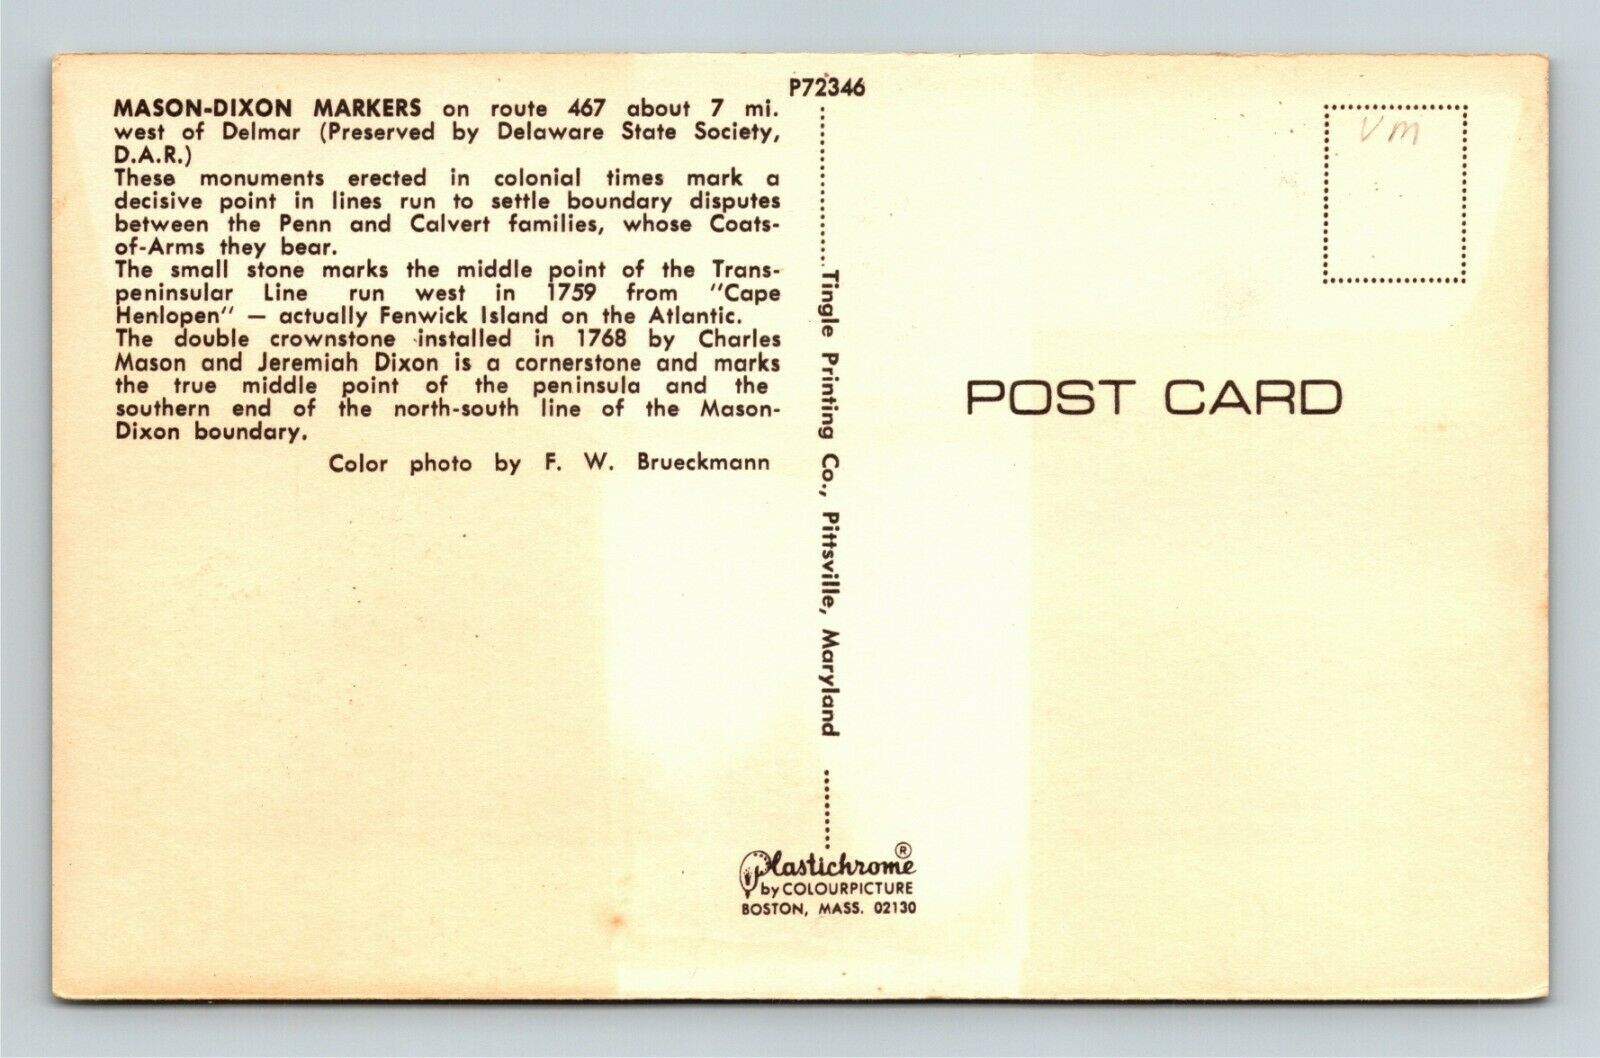 P72346
MASON-DIXON MARKERS on route 467 about 7 mi.
west of Delmar (Preserved by Delaware State Society,
D.A.R.)
These monuments erected in colonial times mark a
decisive point in lines run to settle boundary disputes
between the Penn and Calvert families, whose Coats-
of-Arms they bear.
The small stone marks the middle point of the Trans-
peninsular Line run west in 1759 from "Cape
Henlopen" — actually Fenwick Island on the Atlantic.
The double crownstone installed in 1768 by Charles
Mason and Jeremiah Dixon is a cornerstone and marks
the true middle point of the peninsula and the
southern end of the north-south line of the Mason-
Dixon boundary.
Color photo by F. W. Brueckmann
Tingle Printing Co., Pittsville, Maryland
Plastichrome®
by COLOURPICTURE
BOSTON, MASS. 02130
VM
POST CARD